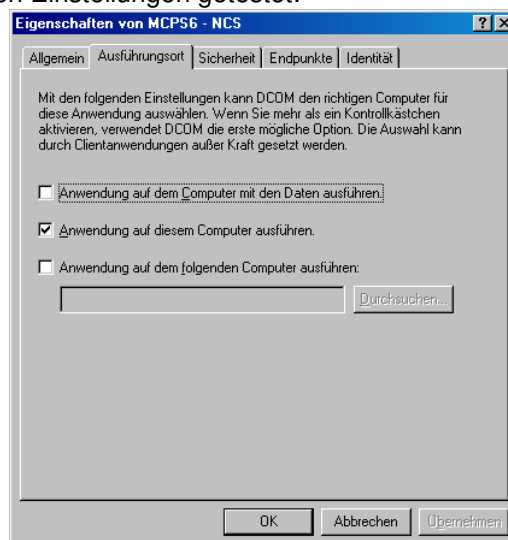 en Einstellungen getestet:
Eigenschaften von MCPS6 - NCS
Allgemein Ausführungsort Sicherheit Endpunkte Identität
Mit den folgenden Einstellungen kann DCOM den richtigen Computer für
diese Anwendung auswählen. Wenn Sie mehr als ein Kontrollkästchen
aktivieren, verwendet DCOM die erste mögliche Option. Die Auswahl kann
durch Clientanwendungen außer Kraft gesetzt werden.
Anwendung auf dem Computer mit den Daten ausführen.
Anwendung auf diesem Computer ausführen.
Anwendung auf dem folgenden Computer ausführen:
Durchsuchen...
OK Abbrechen Übernehmen